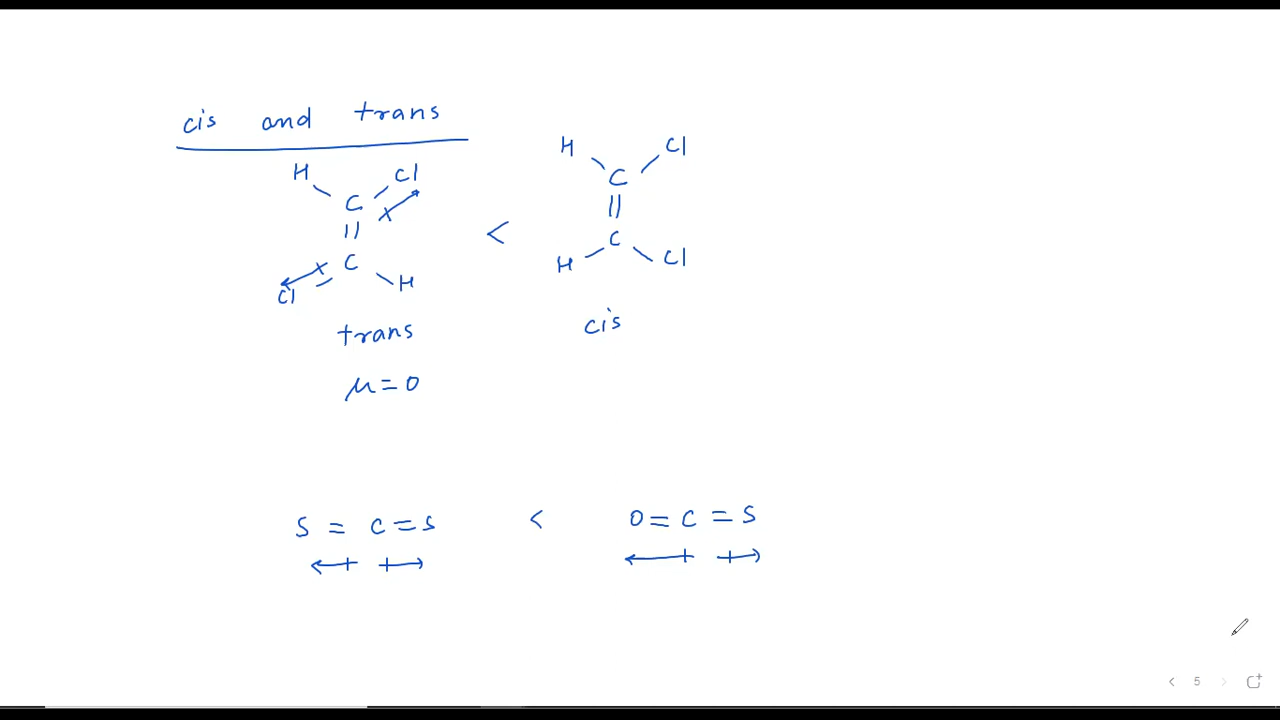 cis and trans
H Cl
C
||
C
Cl H
trans
μ = 0
<
H Cl
C
||
C
H Cl
cis
S = C = S < O = C = S
5